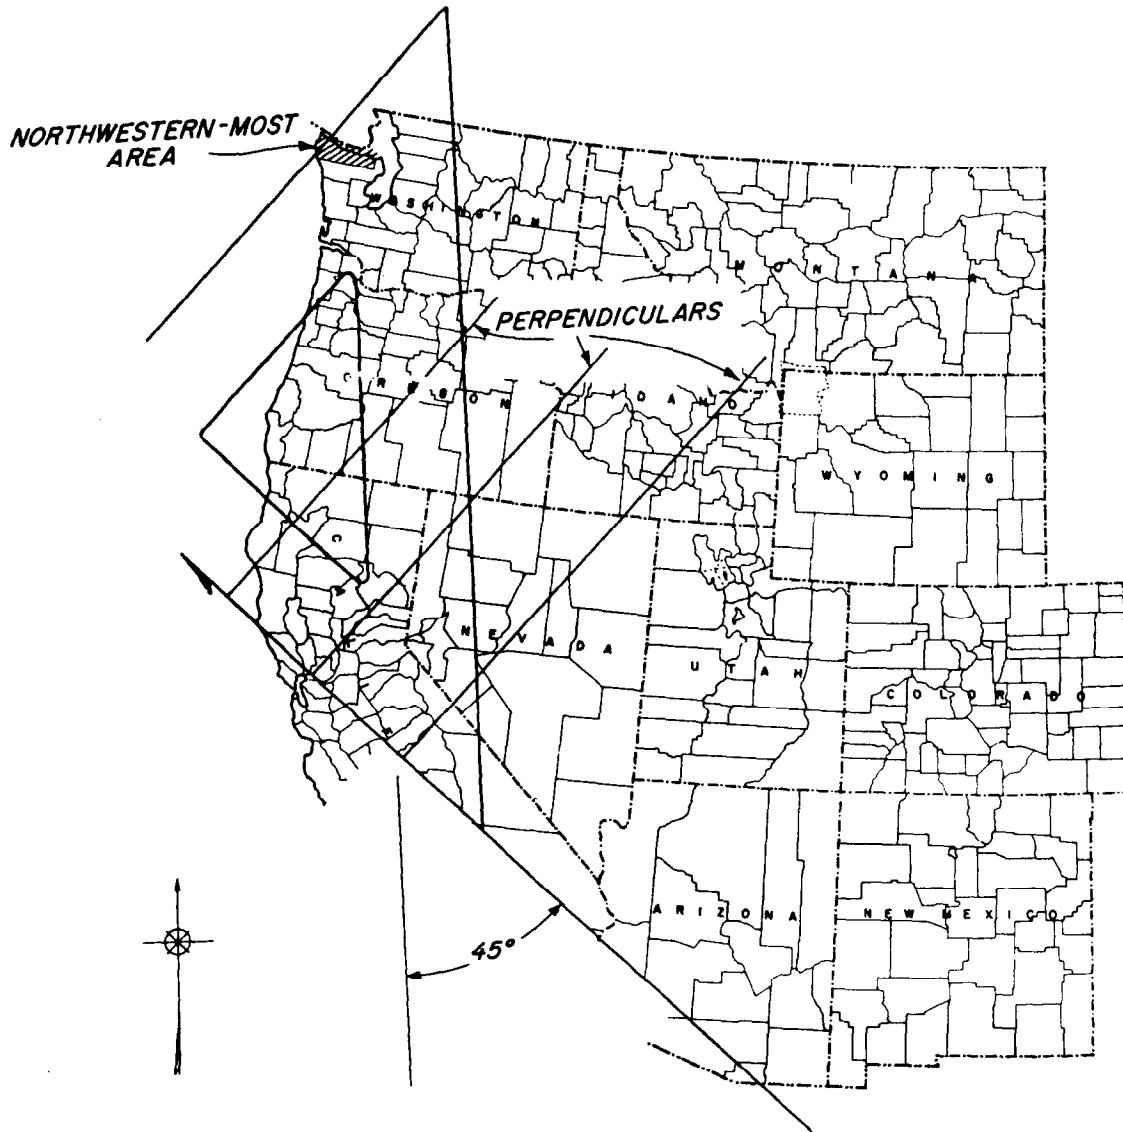 NORTHWESTERN-MOST
AREA
WASHINGTON
MONTANA
PERPENDICULARS
OREGON
IDAHO
WYOMING
C
NEVADA
UTAH
COLORADO
ARIZONA
NEW MEXICO
45°